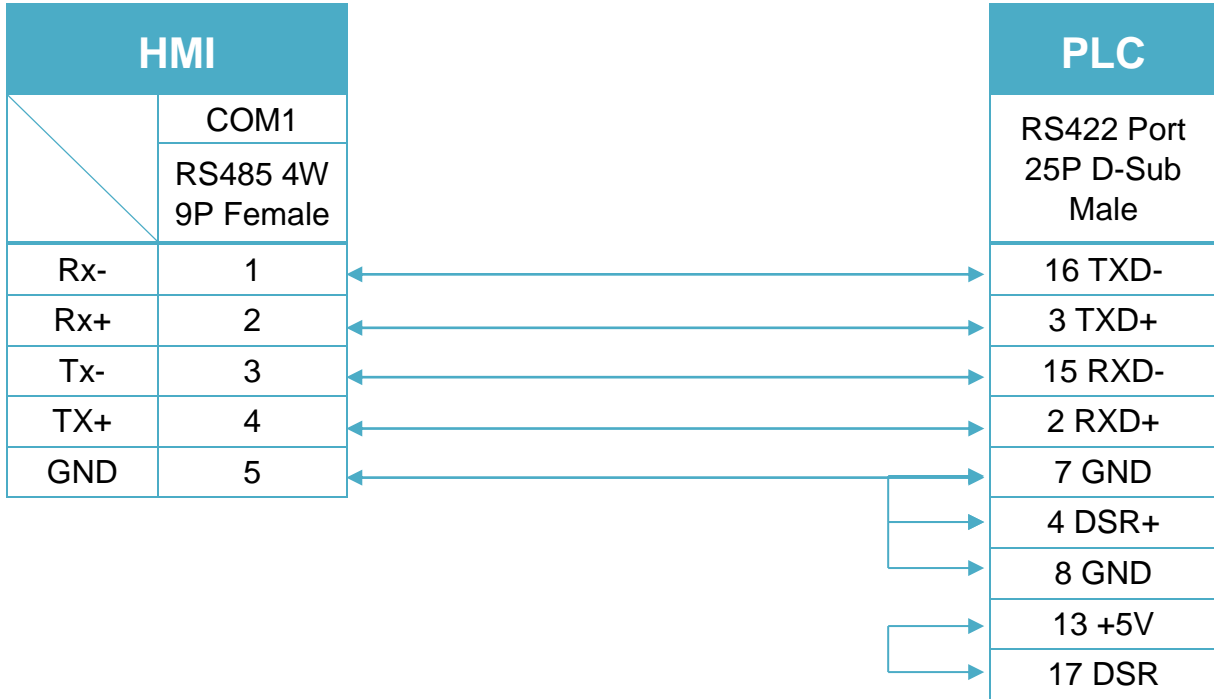 HMI
PLC
COM1
RS485 4W
9P Female
RS422 Port
25P D-Sub
Male
Rx- 1 16 TXD-
Rx+ 2 3 TXD+
Tx- 3 15 RXD-
TX+ 4 2 RXD+
GND 5 7 GND
4 DSR+
8 GND
13 +5V
17 DSR